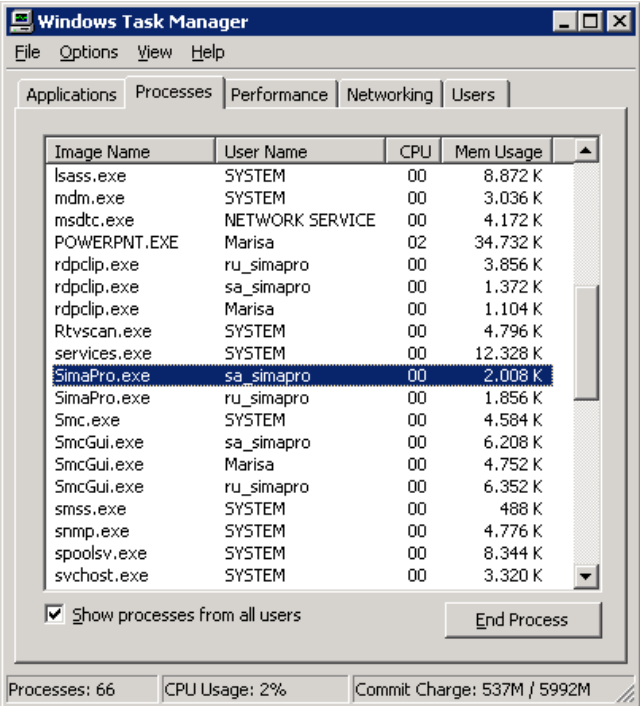 Windows Task Manager
File Options View Help
Applications Processes Performance Networking Users
Image Name User Name CPU Mem Usage
lsass.exe SYSTEM 00 8.872 K
mdm.exe SYSTEM 00 3.036 K
msdtc.exe NETWORK SERVICE 00 4.172 K
POWERPNT.EXE Marisa 02 34.732 K
rdpclip.exe ru_simapro 00 3.856 K
rdpclip.exe sa_simapro 00 1.372 K
rdpclip.exe Marisa 00 1.104 K
Rtvscan.exe SYSTEM 00 4.796 K
services.exe SYSTEM 00 12.328 K
SimaPro.exe sa_simapro 00 2.008 K
SimaPro.exe ru_simapro 00 1.856 K
Smc.exe SYSTEM 00 4.584 K
SmcGui.exe sa_simapro 00 6.208 K
SmcGui.exe Marisa 00 4.752 K
SmcGui.exe ru_simapro 00 6.352 K
smss.exe SYSTEM 00 488 K
snmp.exe SYSTEM 00 4.776 K
spoolsv.exe SYSTEM 00 8.344 K
svchost.exe SYSTEM 00 3.320 K
Show processes from all users End Process
Processes: 66 CPU Usage: 2% Commit Charge: 537M / 5992M